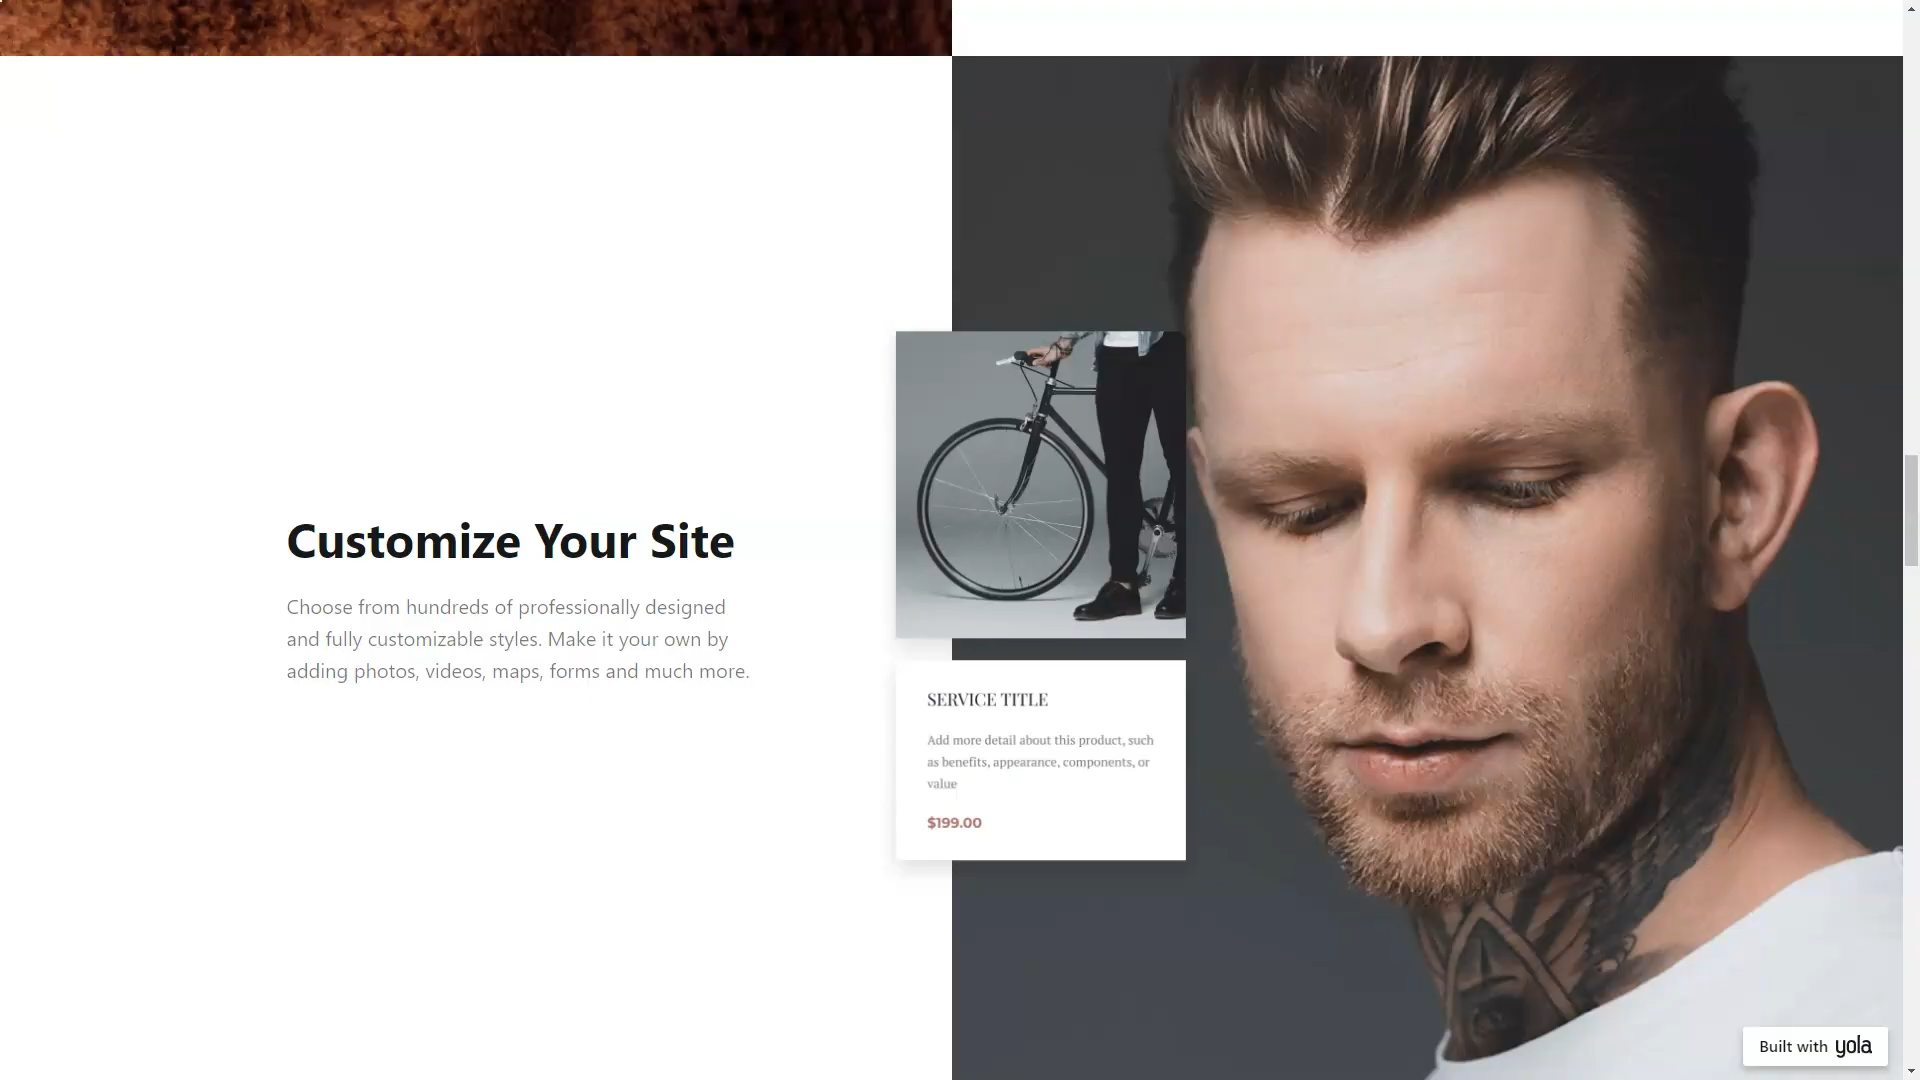 Customize Your Site
Choose from hundreds of professionally designed
and fully customizable styles. Make it your own by
adding photos, videos, maps, forms and much more.
SERVICE TITLE
Add more detail about this product, such
as benefits, appearance, components, or
value
$199.00
Built with yola